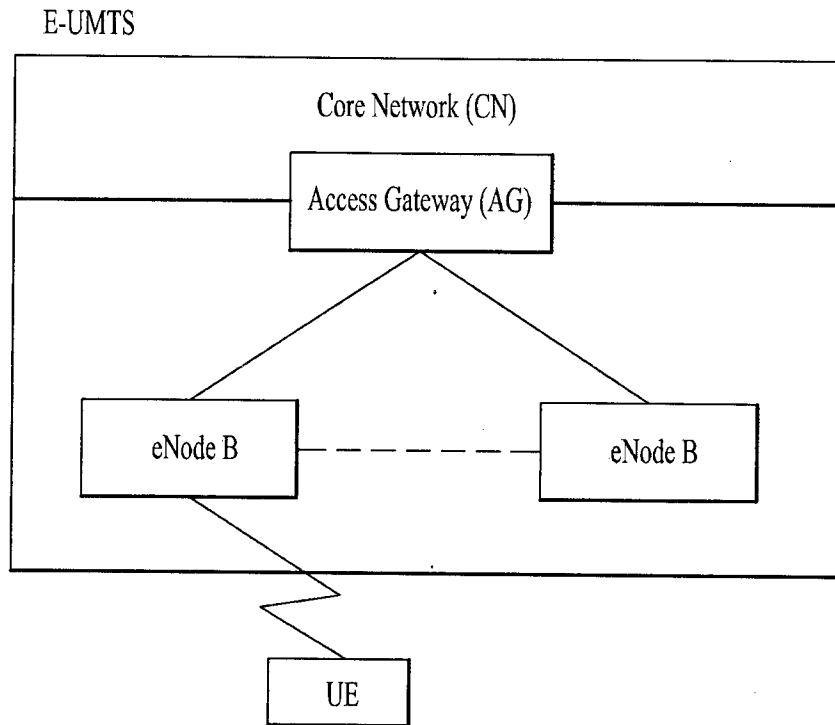 E-UMTS
Core Network (CN)
Access Gateway (AG)
eNode B
eNode B
UE